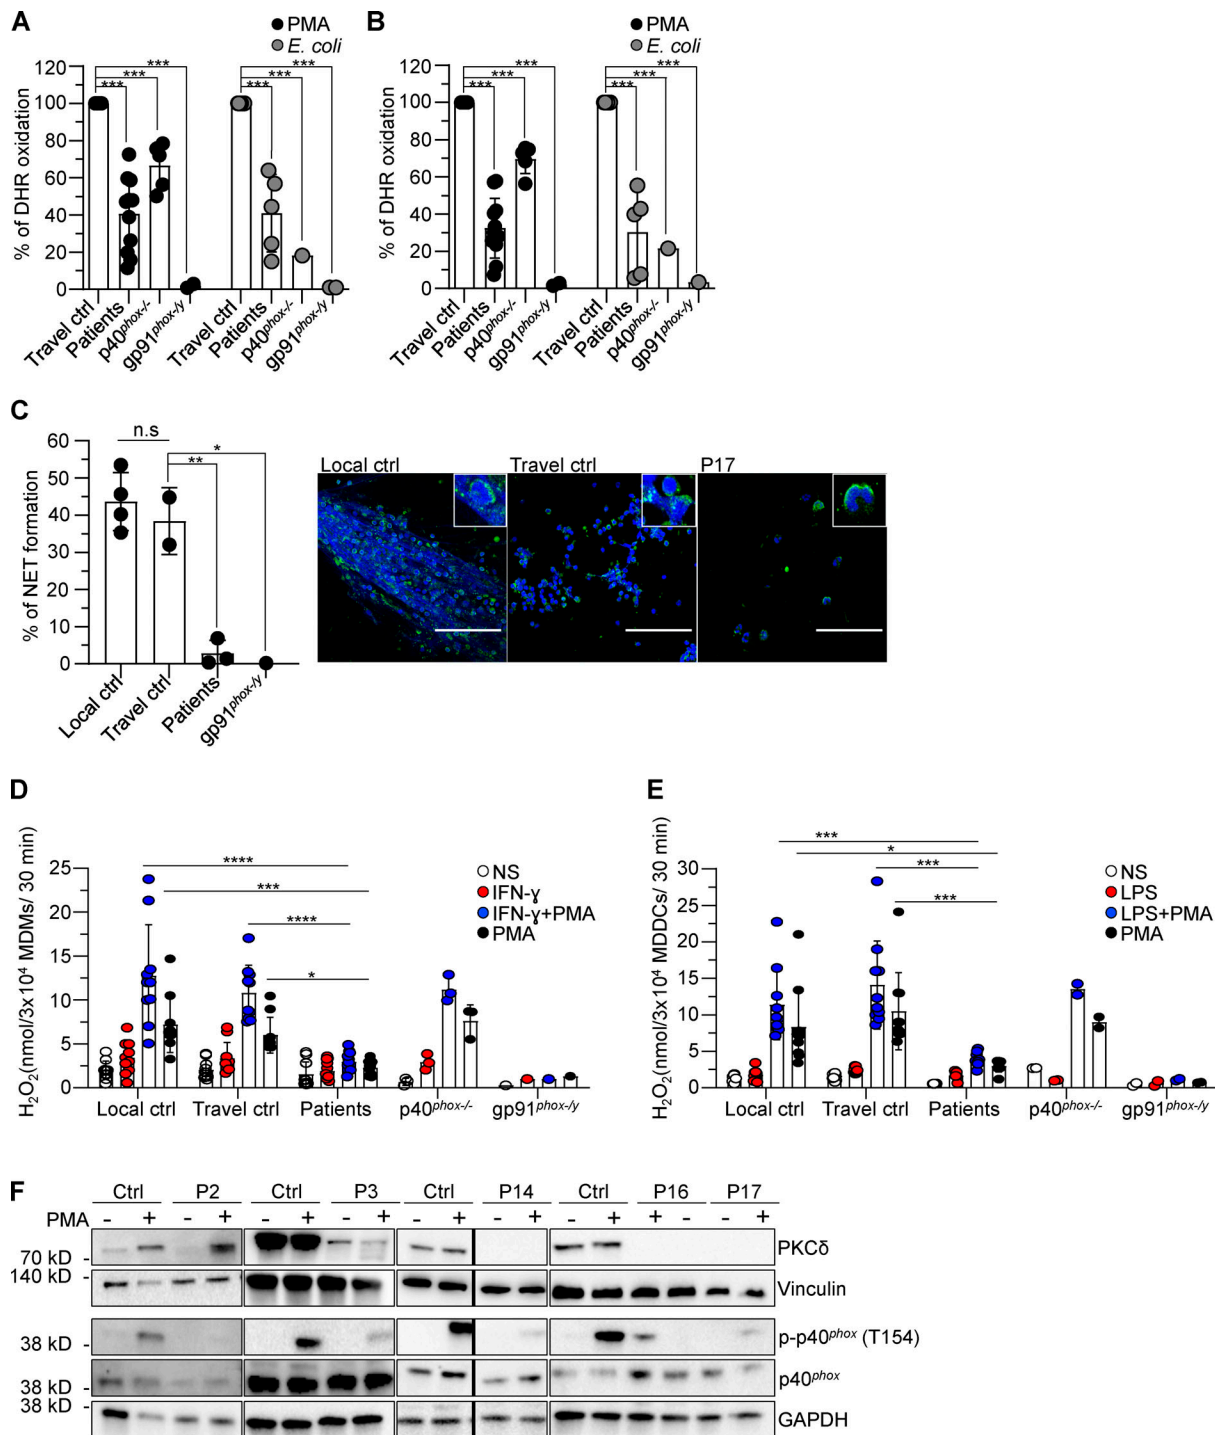 A
PMA
E. coli
% of DHR oxidation
120
100
80
60
40
20
0
***
***
***
***
***
***
Travel ctrl
Patients
p40phox-/-
gp91phox-/y
Travel ctrl
Patients
p40phox-/-
gp91phox-/y
B
PMA
E. coli
% of DHR oxidation
120
100
80
60
40
20
0
***
***
***
***
***
***
Travel ctrl
Patients
p40phox-/-
gp91phox-/y
Travel ctrl
Patients
p40phox-/-
gp91phox-/y
C
% of NET formation
60
50
40
30
20
10
0
n.s
*
**
Local ctrl
Travel ctrl
Patients
gp91phox-/y
Local ctrl
Travel ctrl
P17
D
H2O2(nmol/3x10⁴ MDMs/ 30 min)
25
20
15
10
5
0
****
***
****
*
NS
IFN-γ
IFN-γ+PMA
PMA
Local ctrl
Travel ctrl
Patients
p40phox-/-
gp91phox-/y
E
H2O2(nmol/3x10⁴ MDDCs/ 30 min)
30
25
20
15
10
5
0
***
*
***
***
NS
LPS
LPS+PMA
PMA
Local ctrl
Travel ctrl
Patients
p40phox-/-
gp91phox-/y
F
Ctrl P2 Ctrl P3 Ctrl P14 Ctrl P16 P17
PMA - + - + - + - + - + - + - + + - - +
70 kD - PKCδ
140 kD - Vinculin
38 kD - p-p40phox (T154)
38 kD - p40phox
38 kD - GAPDH